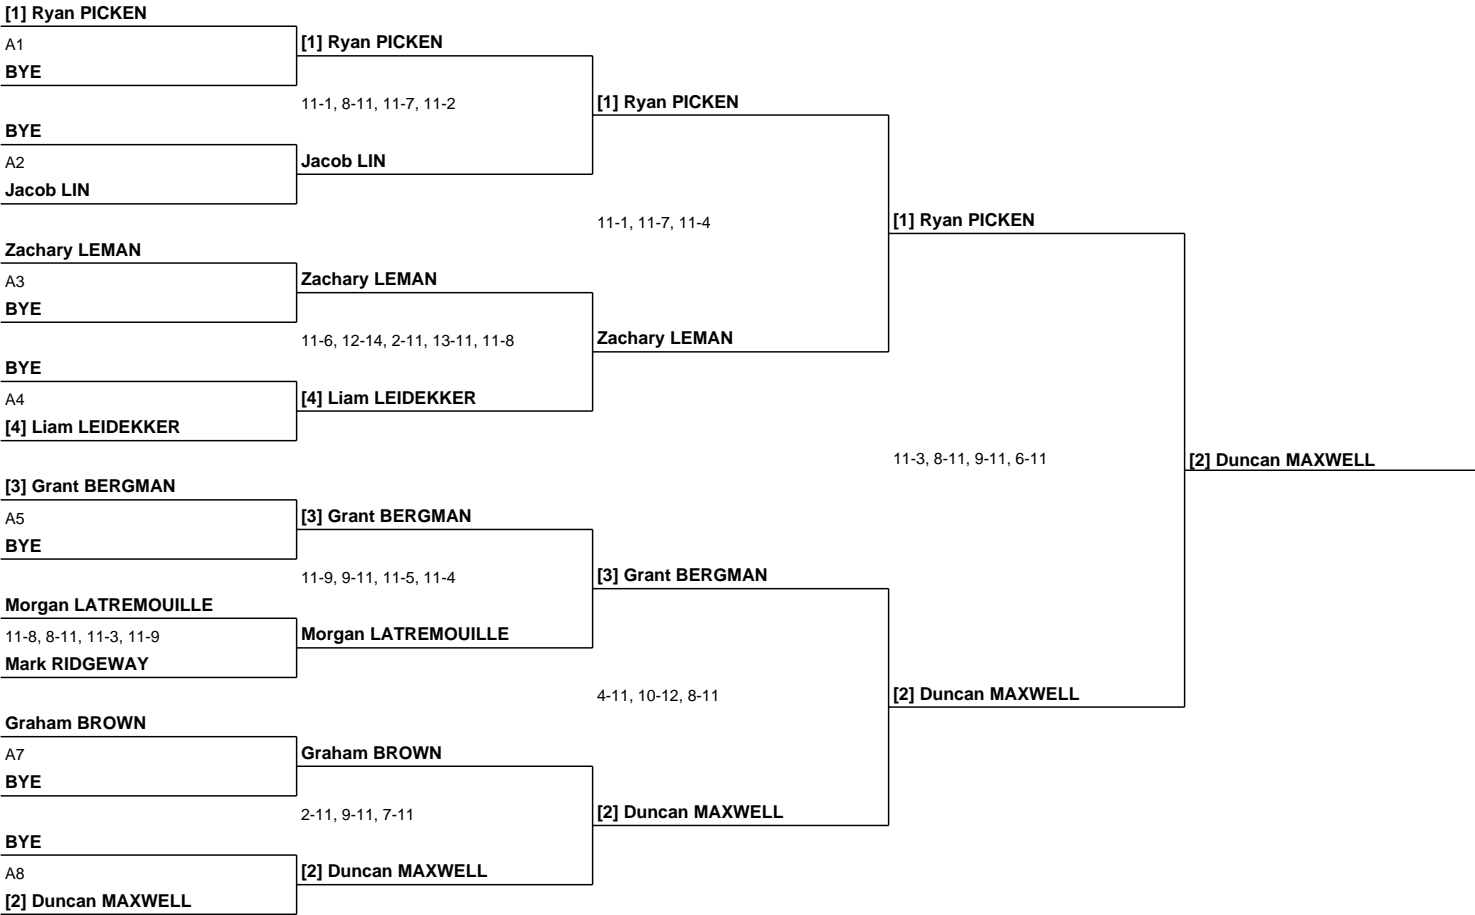 [1] Ryan PICKEN
A1
BYE
BYE
A2
Jacob LIN
Zachary LEMAN
A3
BYE
BYE
A4
[4] Liam LEIDEKKER
[3] Grant BERGMAN
A5
BYE
Morgan LATREMOUILLE
11-8, 8-11, 11-3, 11-9
Mark RIDGEWAY
Graham BROWN
A7
BYE
BYE
A8
[2] Duncan MAXWELL
[1] Ryan PICKEN
11-1, 8-11, 11-7, 11-2
Jacob LIN
Zachary LEMAN
11-6, 12-14, 2-11, 13-11, 11-8
[4] Liam LEIDEKKER
[3] Grant BERGMAN
11-9, 9-11, 11-5, 11-4
Morgan LATREMOUILLE
Graham BROWN
2-11, 9-11, 7-11
[2] Duncan MAXWELL
[1] Ryan PICKEN
11-1, 11-7, 11-4
Zachary LEMAN
[3] Grant BERGMAN
4-11, 10-12, 8-11
[2] Duncan MAXWELL
[1] Ryan PICKEN
11-3, 8-11, 9-11, 6-11
[2] Duncan MAXWELL
[2] Duncan MAXWELL